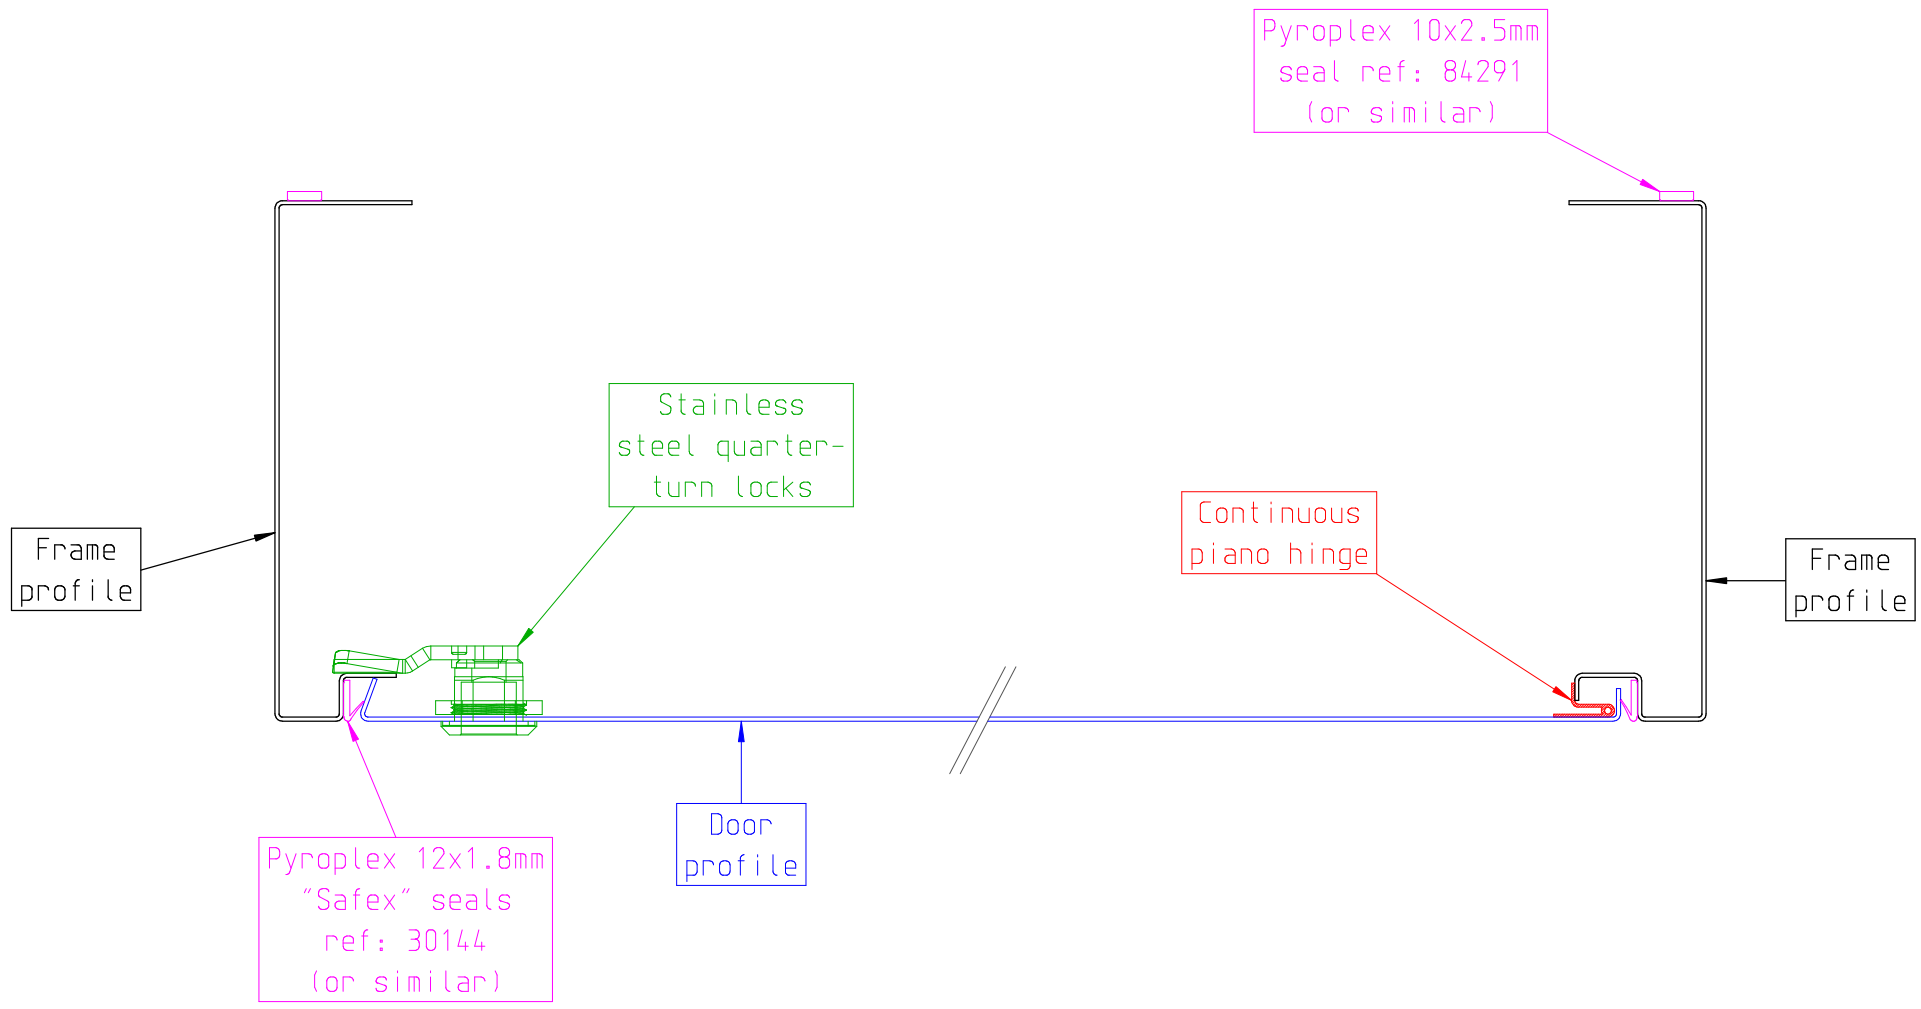 Pyroplex 10x2.5mm
seal ref: 84291
(or similar)
Stainless
steel quarter-
turn locks
Continuous
piano hinge
Frame
profile
Frame
profile
Door
profile
Pyroplex 12x1.8mm
"Safex" seals
ref: 30144
(or similar)